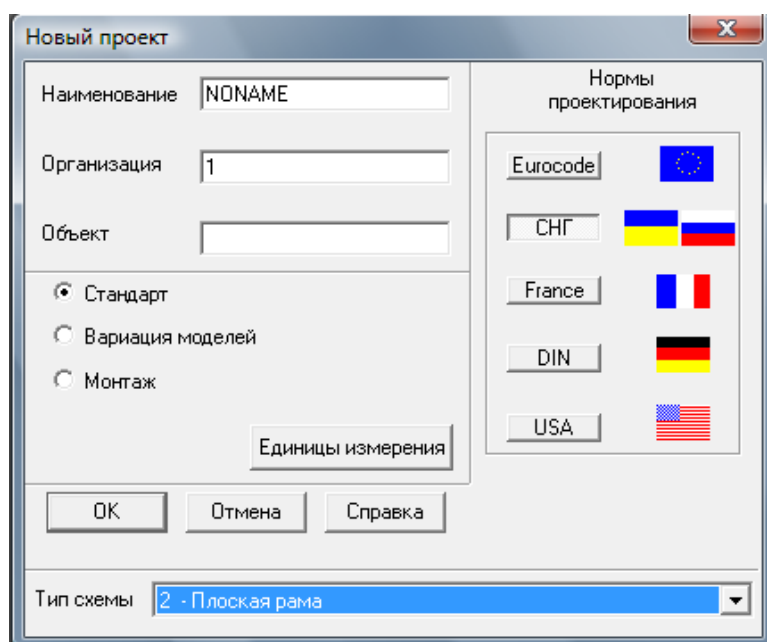 Новый проект
Наименование NONAME
Организация 1
Объект
Стандарт
Вариация моделей
Монтаж
Единицы измерения
OK Отмена Справка
Нормы
проектирования
Eurocode
СНГ
France
DIN
USA
Тип схемы 2 - Плоская рама